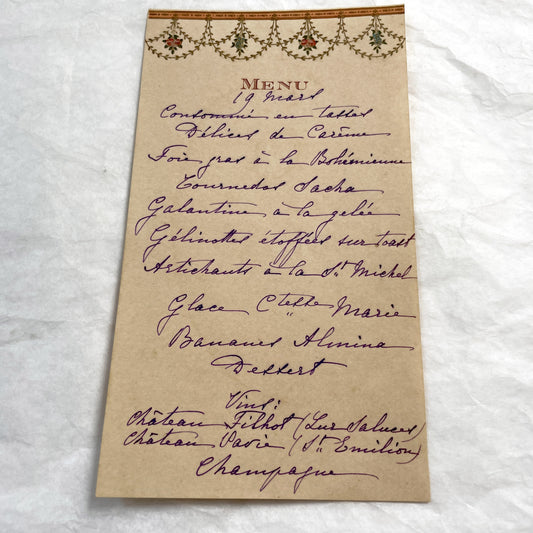 MENU
19 Mars
Consommé en tasses
Délices de Carême
Foie gras à la Bohémienne
Tournedos Sacha
Galantine à la gelée
Gélinottes étoffées sur toast
Artichauts à la St Michel
Glace Ctesse Marie
Bananes Almina
Dessert
Vins:
Château Filhot (Lur Saluces)
Château Pavie (St Emilion)
Champagne